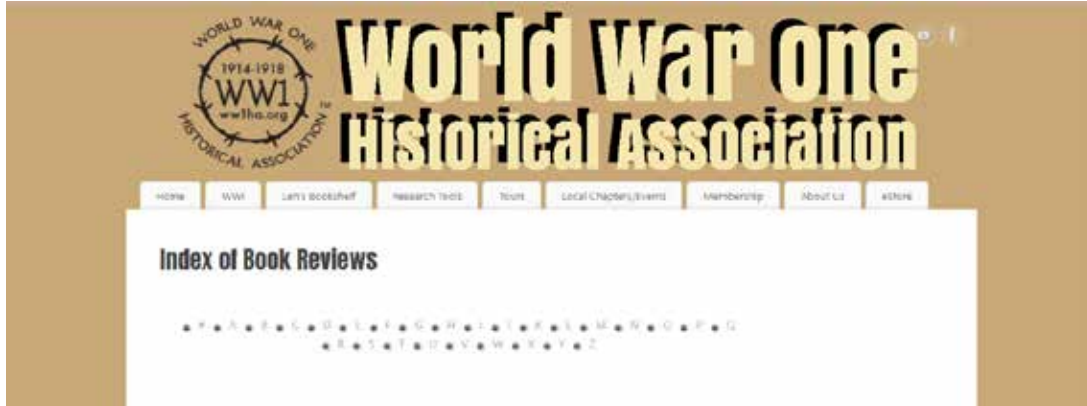 WORLD WAR ONE
1914-1918
WW1
ww1ha.org
HISTORICAL ASSOCIATION™
World War One
Historical Association
Home WWI Len's Bookshelf Research Tools Tours Local Chapters/Events Membership About Us eStore
Index of Book Reviews
• # • A • B • C • D • E • F • G • H • I • J • K • L • M • N • O • P • Q
• R • S • T • U • V • W • X • Y • Z